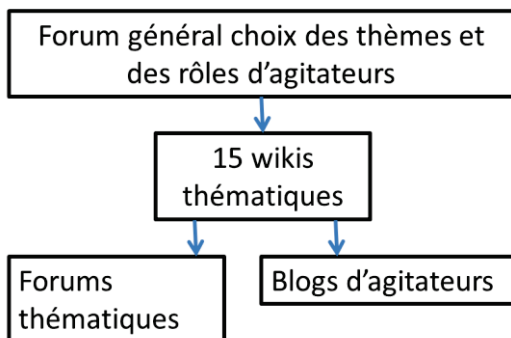 Forum général choix des thèmes et
des rôles d'agitateurs
15 wikis
thématiques
Forums
thématiques
Blogs d'agitateurs